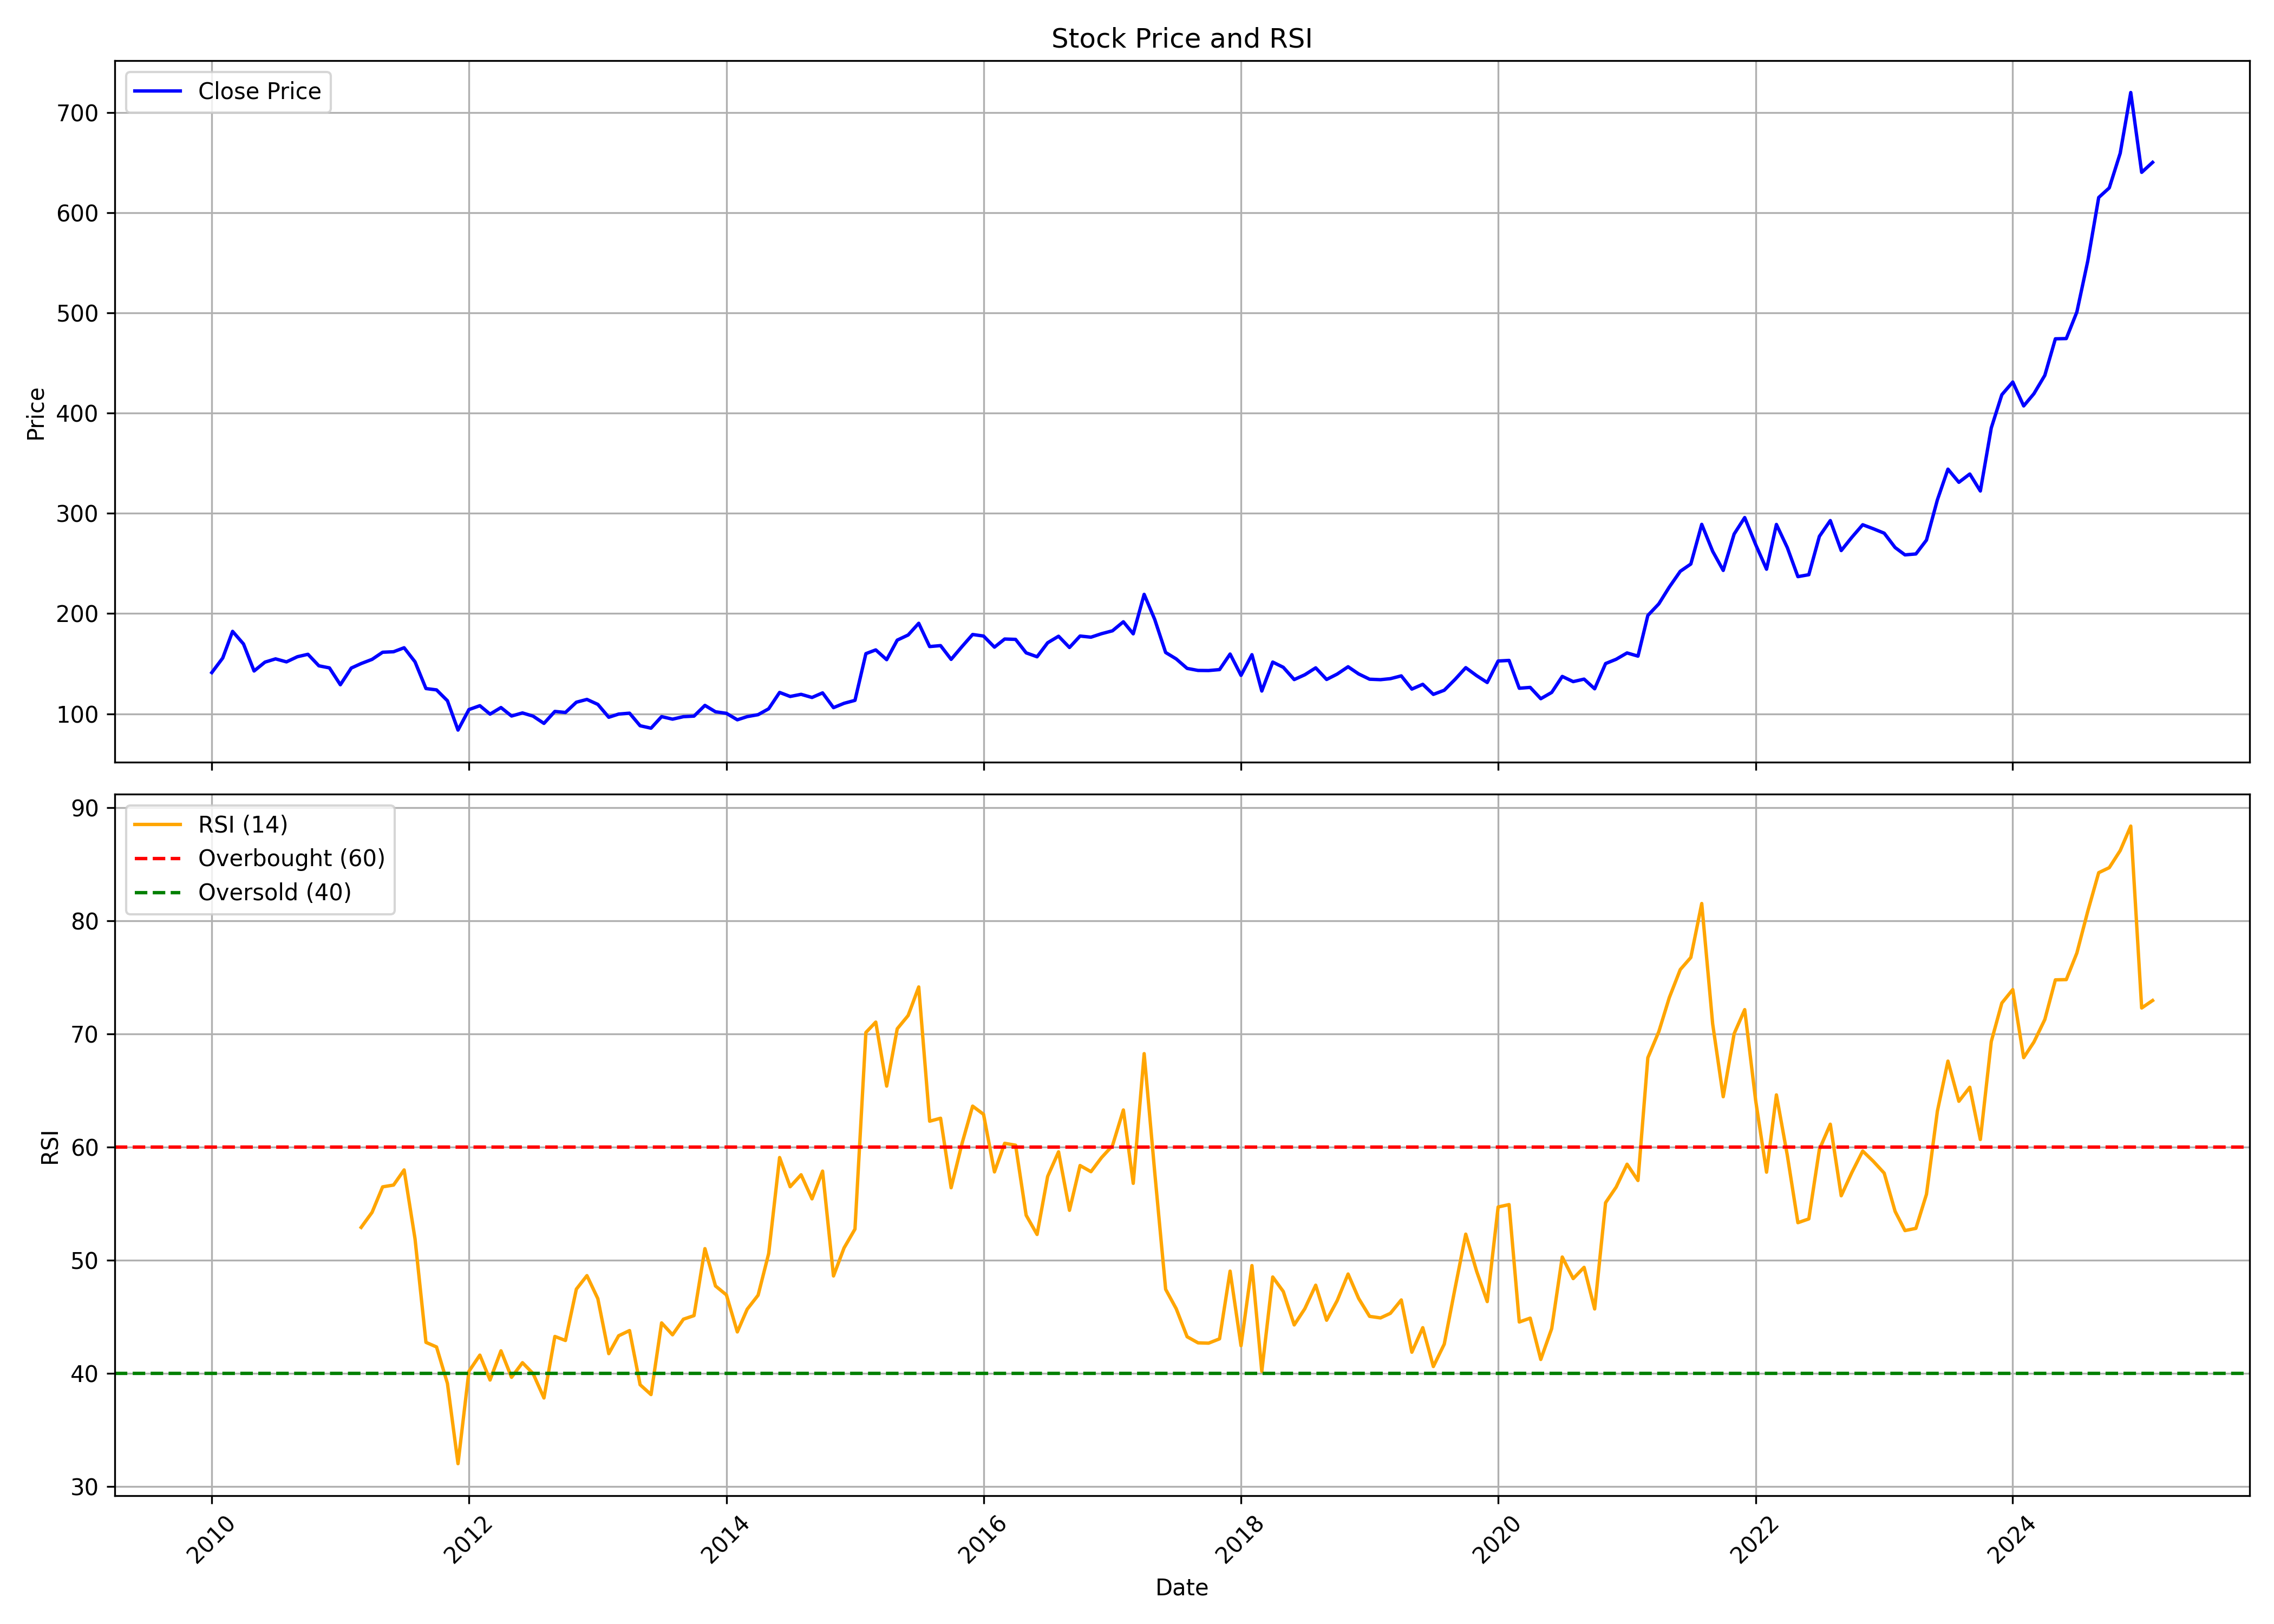 Stock Price and RSI
Close Price
700
600
500
400
300
200
100
Price
90
80
70
60
50
40
30
RSI
RSI (14)
Overbought (60)
Oversold (40)
2010
2012
2014
2016
2018
2020
2022
2024
Date